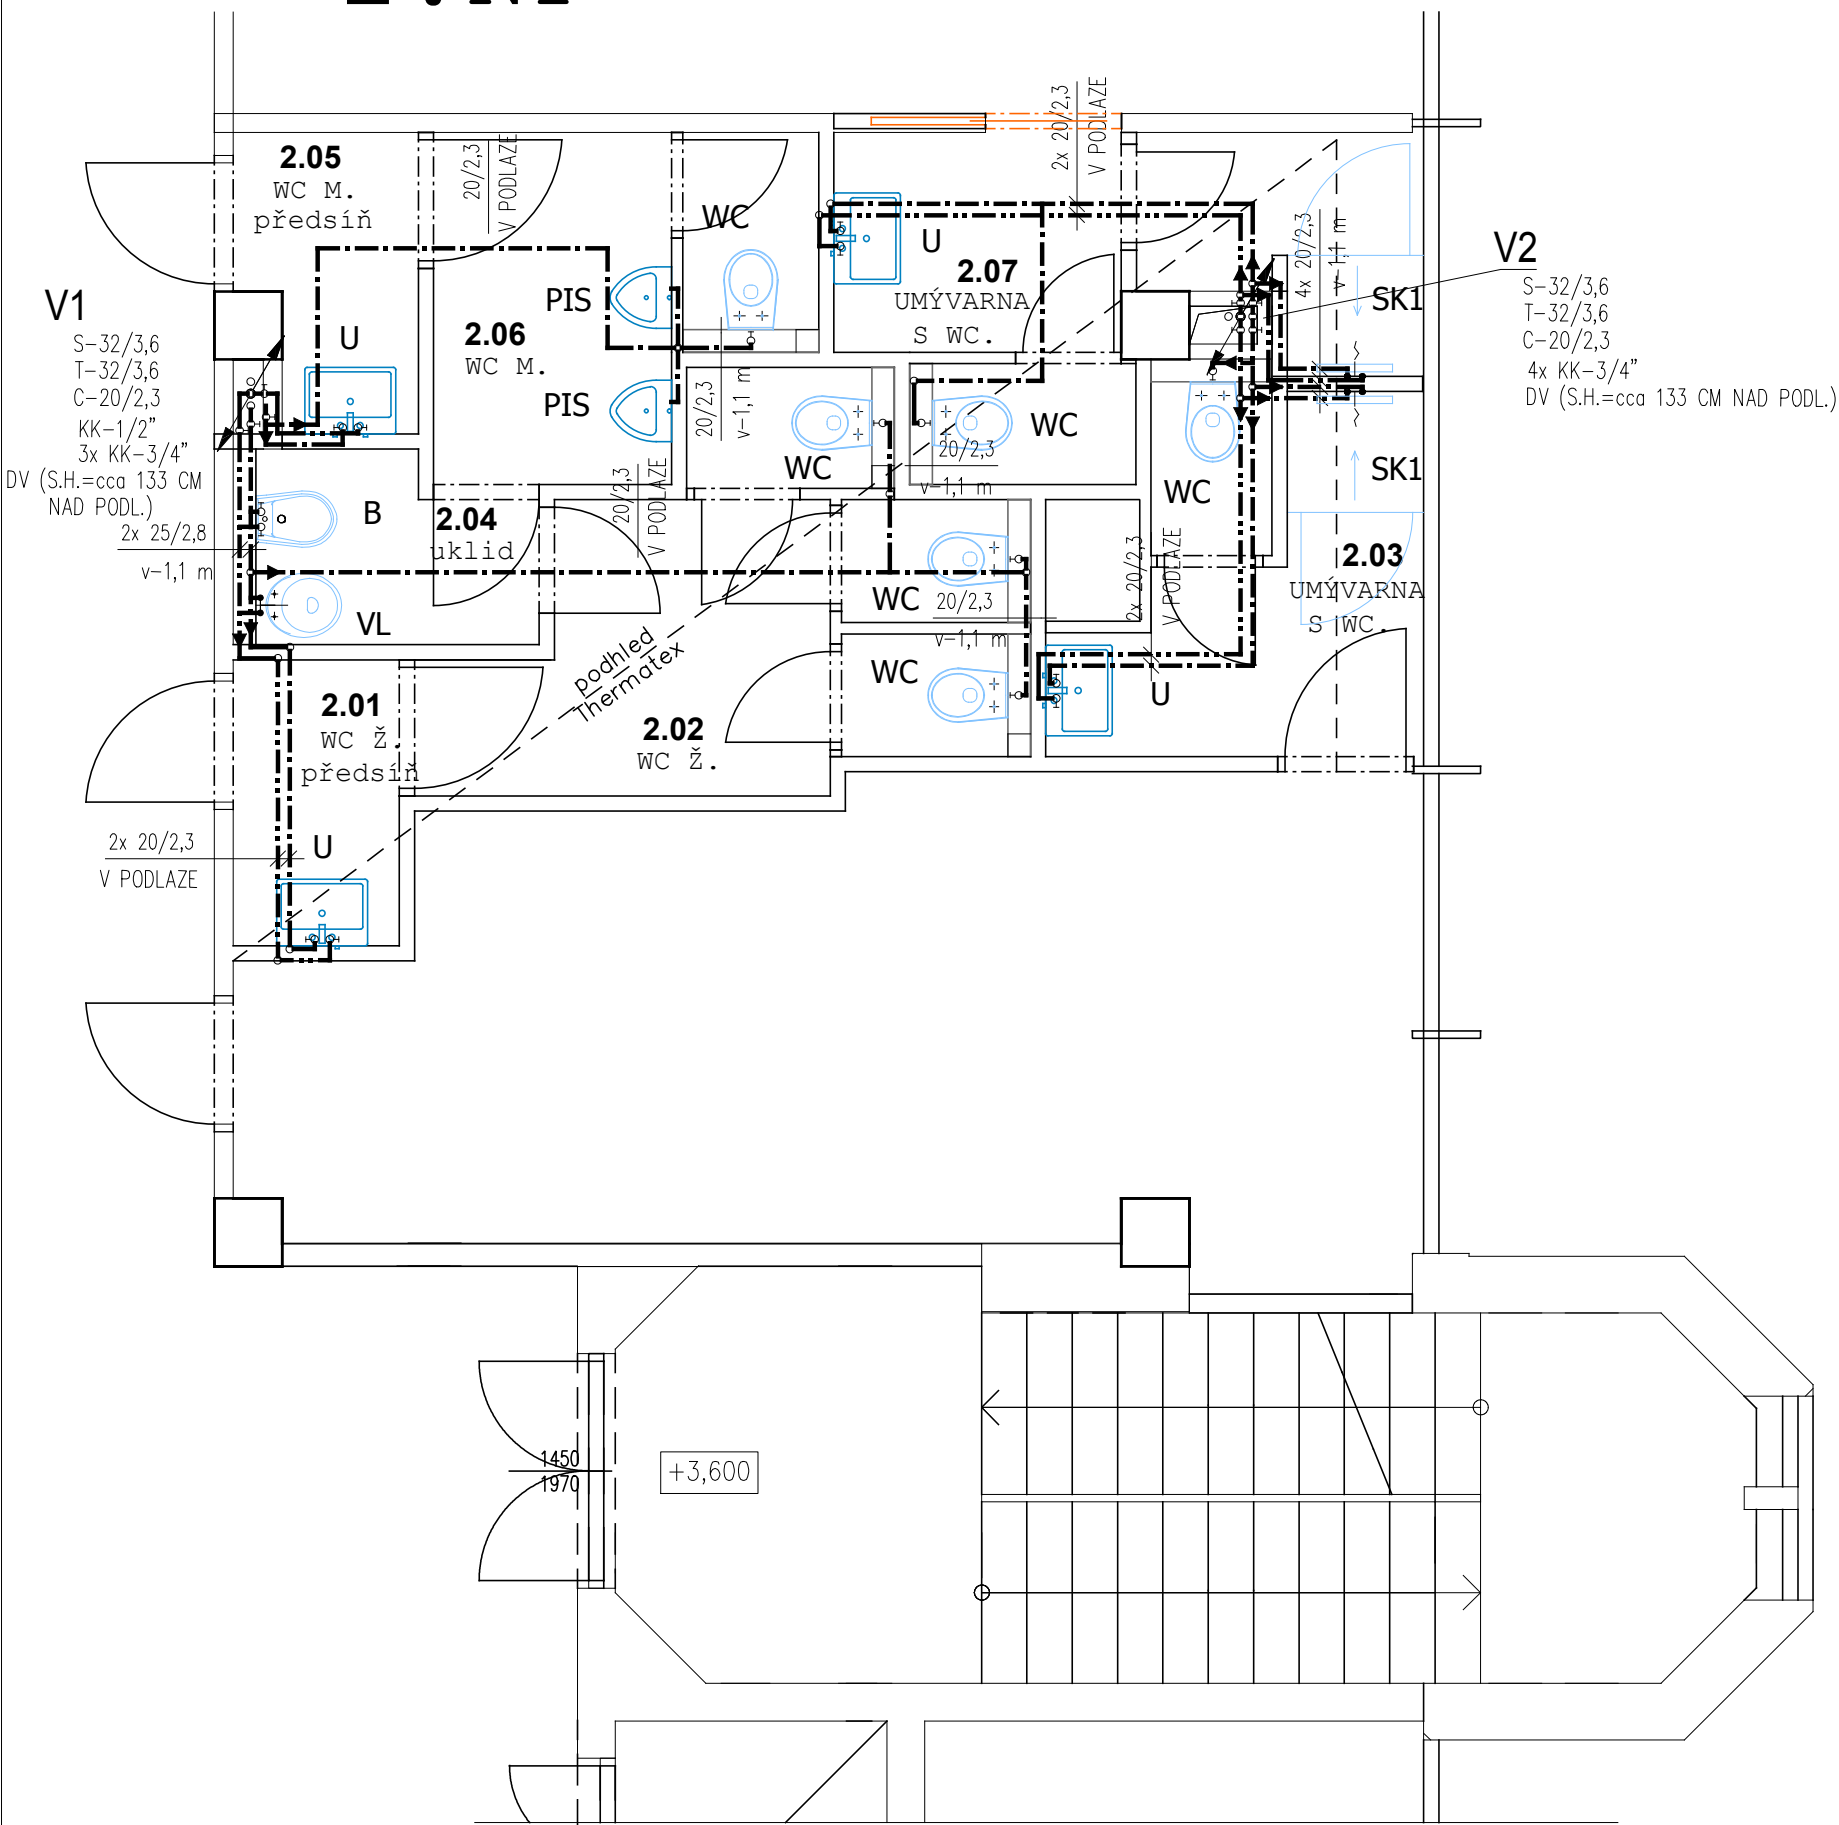 2.05
WC M.
předsíň
20/2,3
V PODLAZE
WC
2x 20/2,3
V PODLAZE
U
2.07
UMÝVARNA
S WC.
4x 20/2,3
v-1,1 m
V2
S-32/3,6
T-32/3,6
C-20/2,3
4x KK-3/4"
DV (S.H.=cca 133 CM NAD PODL.)
SK1
V1
S-32/3,6
T-32/3,6
C-20/2,3
KK-1/2"
3x KK-3/4"
DV (S.H.=cca 133 CM
NAD PODL.)
2x 25/2,8
v-1,1 m
U
2.06
WC M.
PIS
PIS
20/2,3
v-1,1 m
WC
WC
20/2,3
v-1,1 m
WC
SK1
B
2.04
uklid
20/2,3
V PODLAZE
VL
WC
20/2,3
v-1,1 m
WC
2x 20/2,3
V PODLAZE
2.03
UMÝVARNA
S WC.
U
podhled
Thermatex
2.01
WC Ž.
předsíň
2.02
WC Ž.
2x 20/2,3
V PODLAZE
U
1450
1970
+3,600